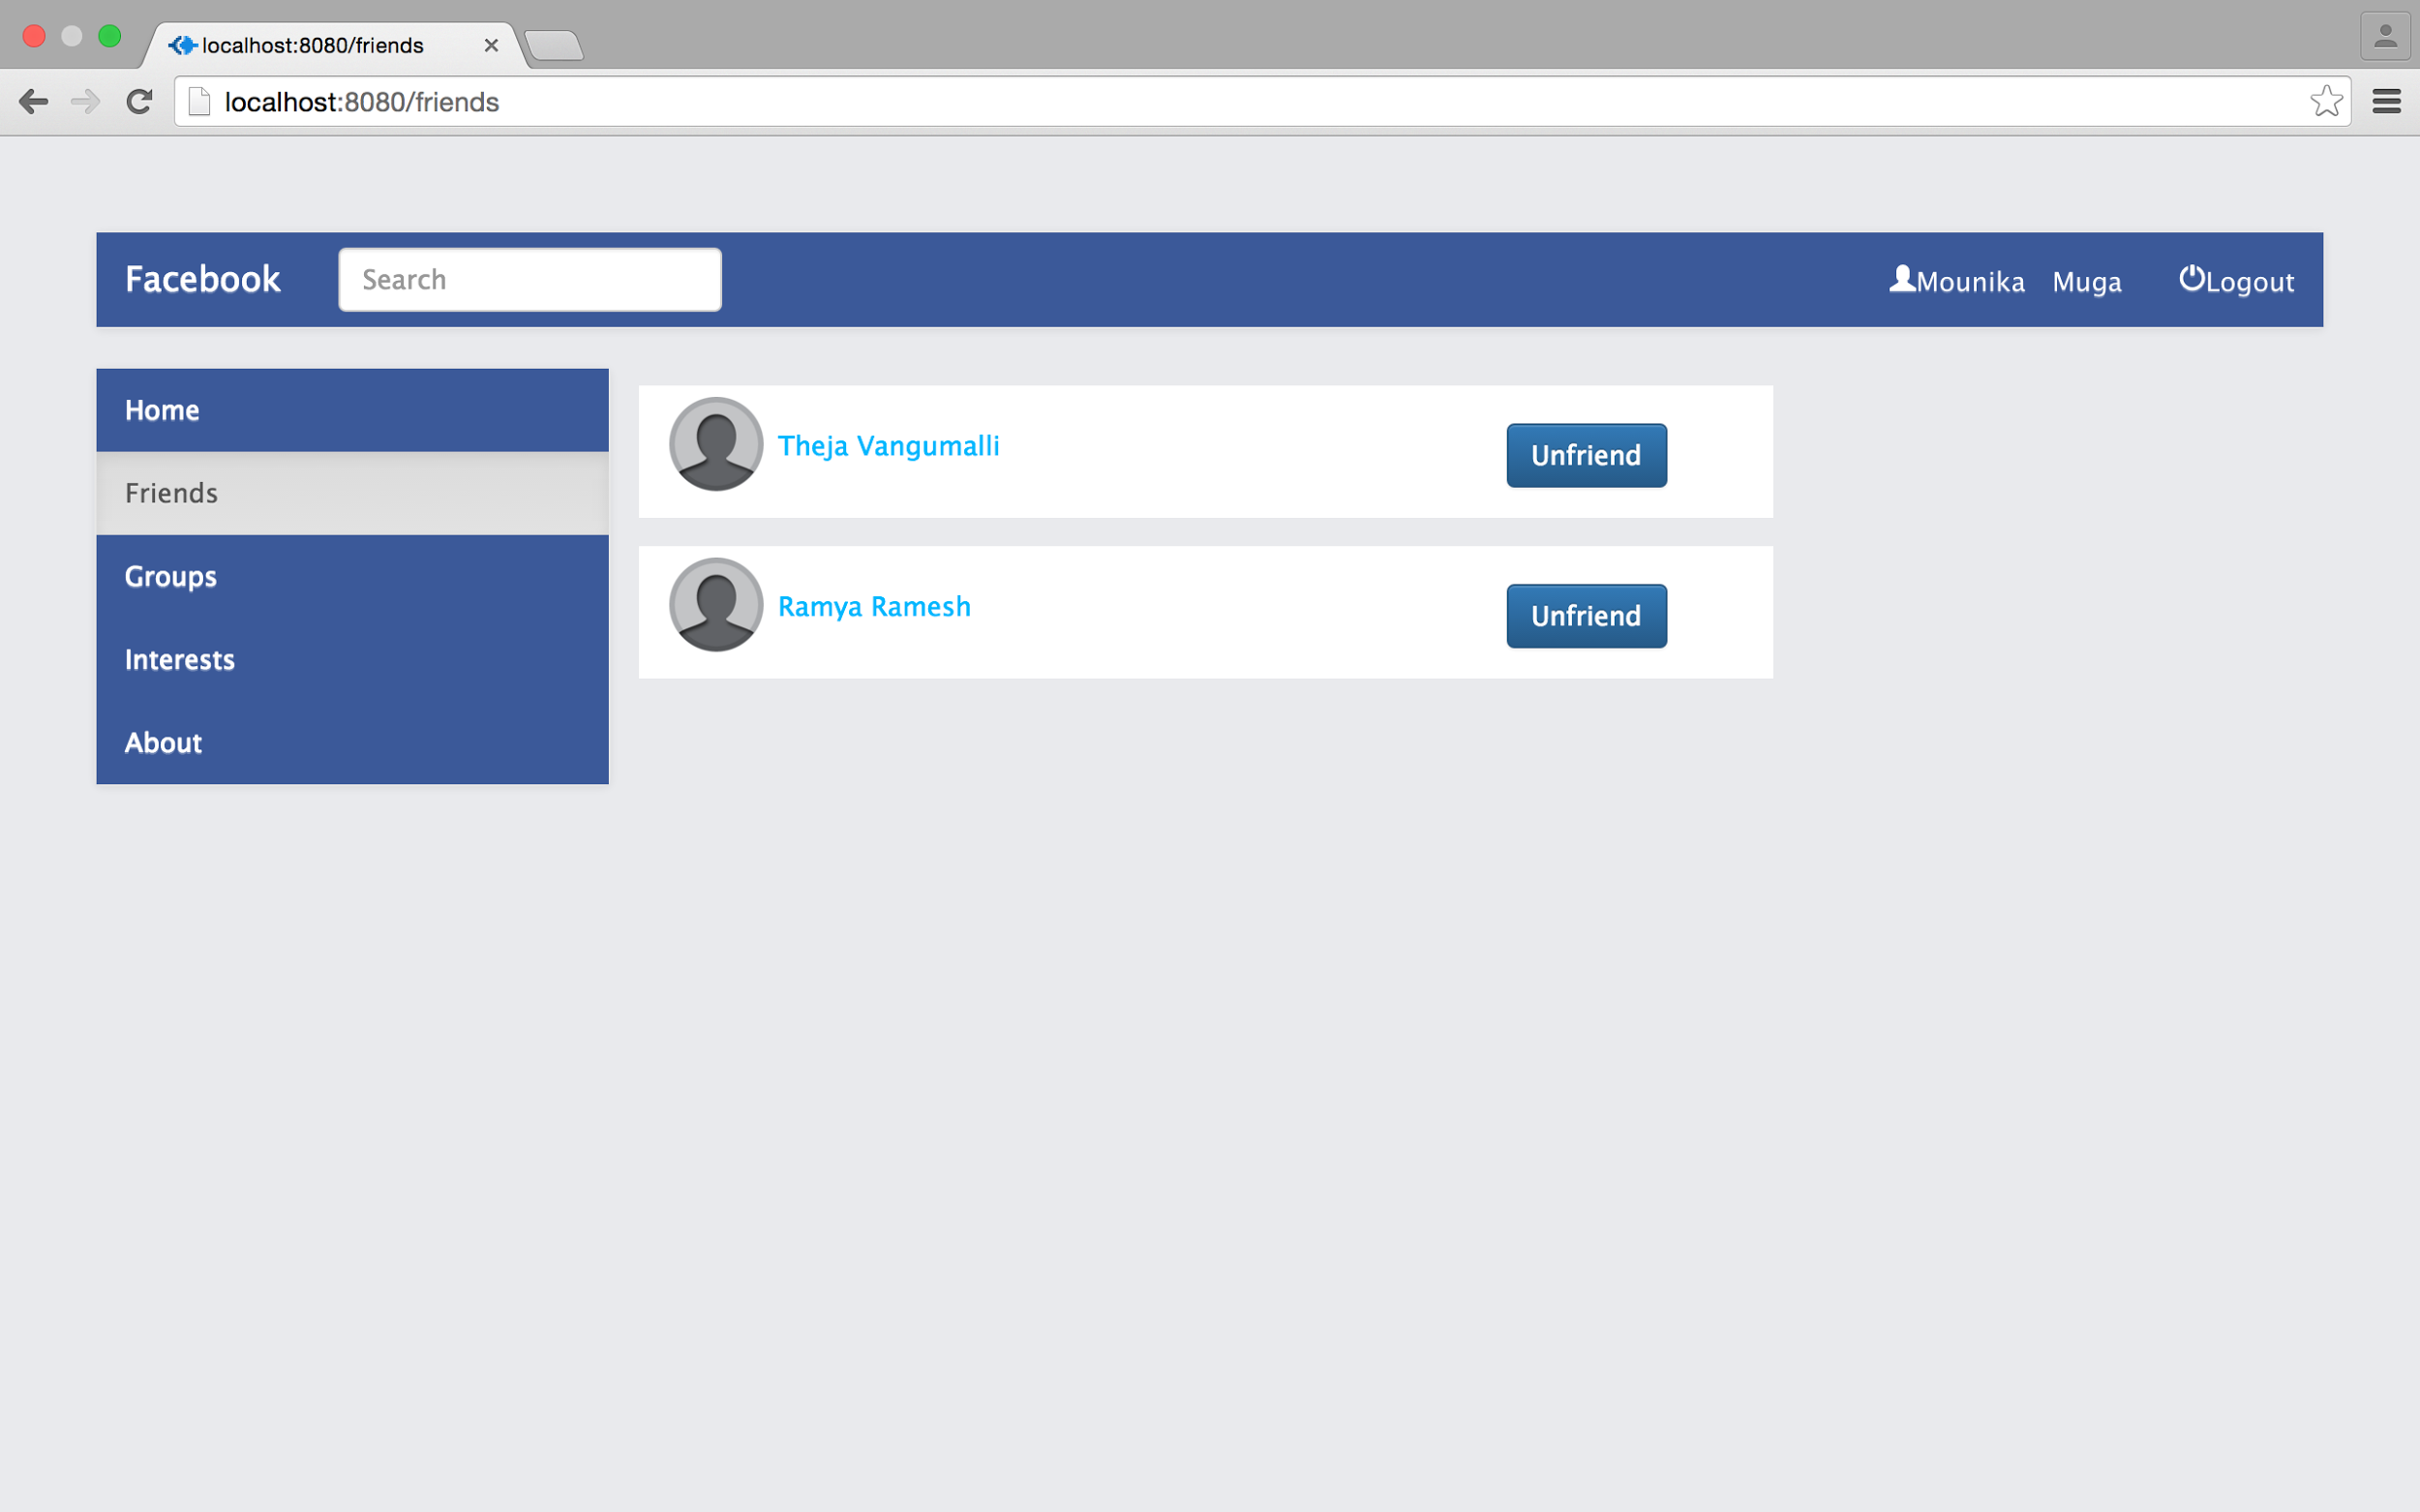 localhost:8080/friends
localhost:8080/friends
Facebook Search Mounika Muga Logout
Home
Friends
Groups
Interests
About
Theja Vangumalli Unfriend
Ramya Ramesh Unfriend